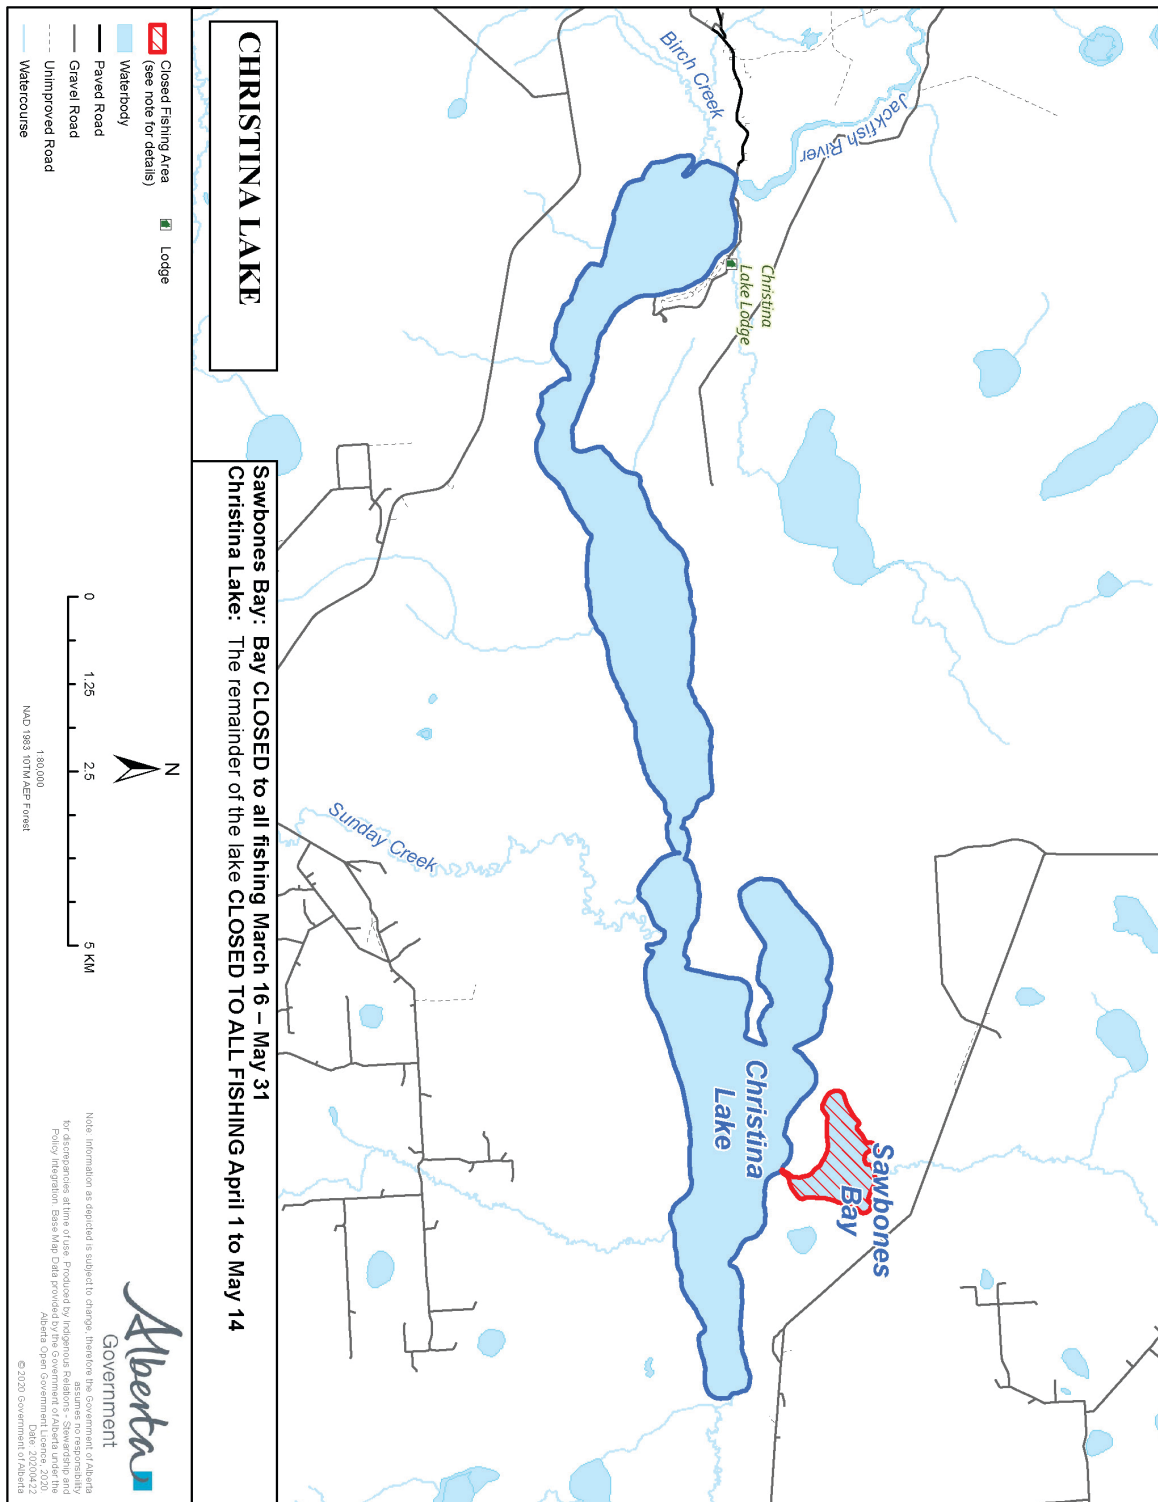 Birch Creek
Jackfish River
Christina
Lake Lodge
Sunday Creek
Christina
Lake
Sawbones
Bay
CHRISTINA LAKE
Sawbones Bay: Bay CLOSED to all fishing March 16 – May 31
Christina Lake: The remainder of the lake CLOSED TO ALL FISHING April 1 to May 14
Closed Fishing Area
(see note for details)
Lodge
Waterbody
Paved Road
Gravel Road
Unimproved Road
Watercourse
N
0 1.25 2.5 5 KM
1:80,000
NAD 1983 10TM AEP Forest
Alberta
Government
Note: Information as depicted is subject to change, therefore the Government of Alberta
assumes no responsibility
for discrepancies at time of use. Produced by Indigenous Relations - Stewardship and
Policy Integration. Base Map Data provided by the Government of Alberta under the
Alberta Open Government Licence, 2020.
Date: 20200422
© 2020 Government of Alberta